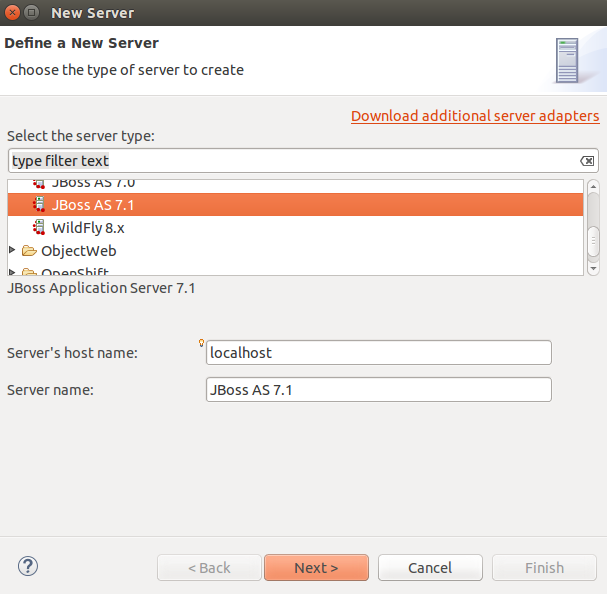 New Server
Define a New Server
Choose the type of server to create
Download additional server adapters
Select the server type:
type filter text
JBoss AS 7.0
JBoss AS 7.1
WildFly 8.x
ObjectWeb
OpenShift
JBoss Application Server 7.1
Server's host name:
localhost
Server name:
JBoss AS 7.1
?
< Back
Next >
Cancel
Finish